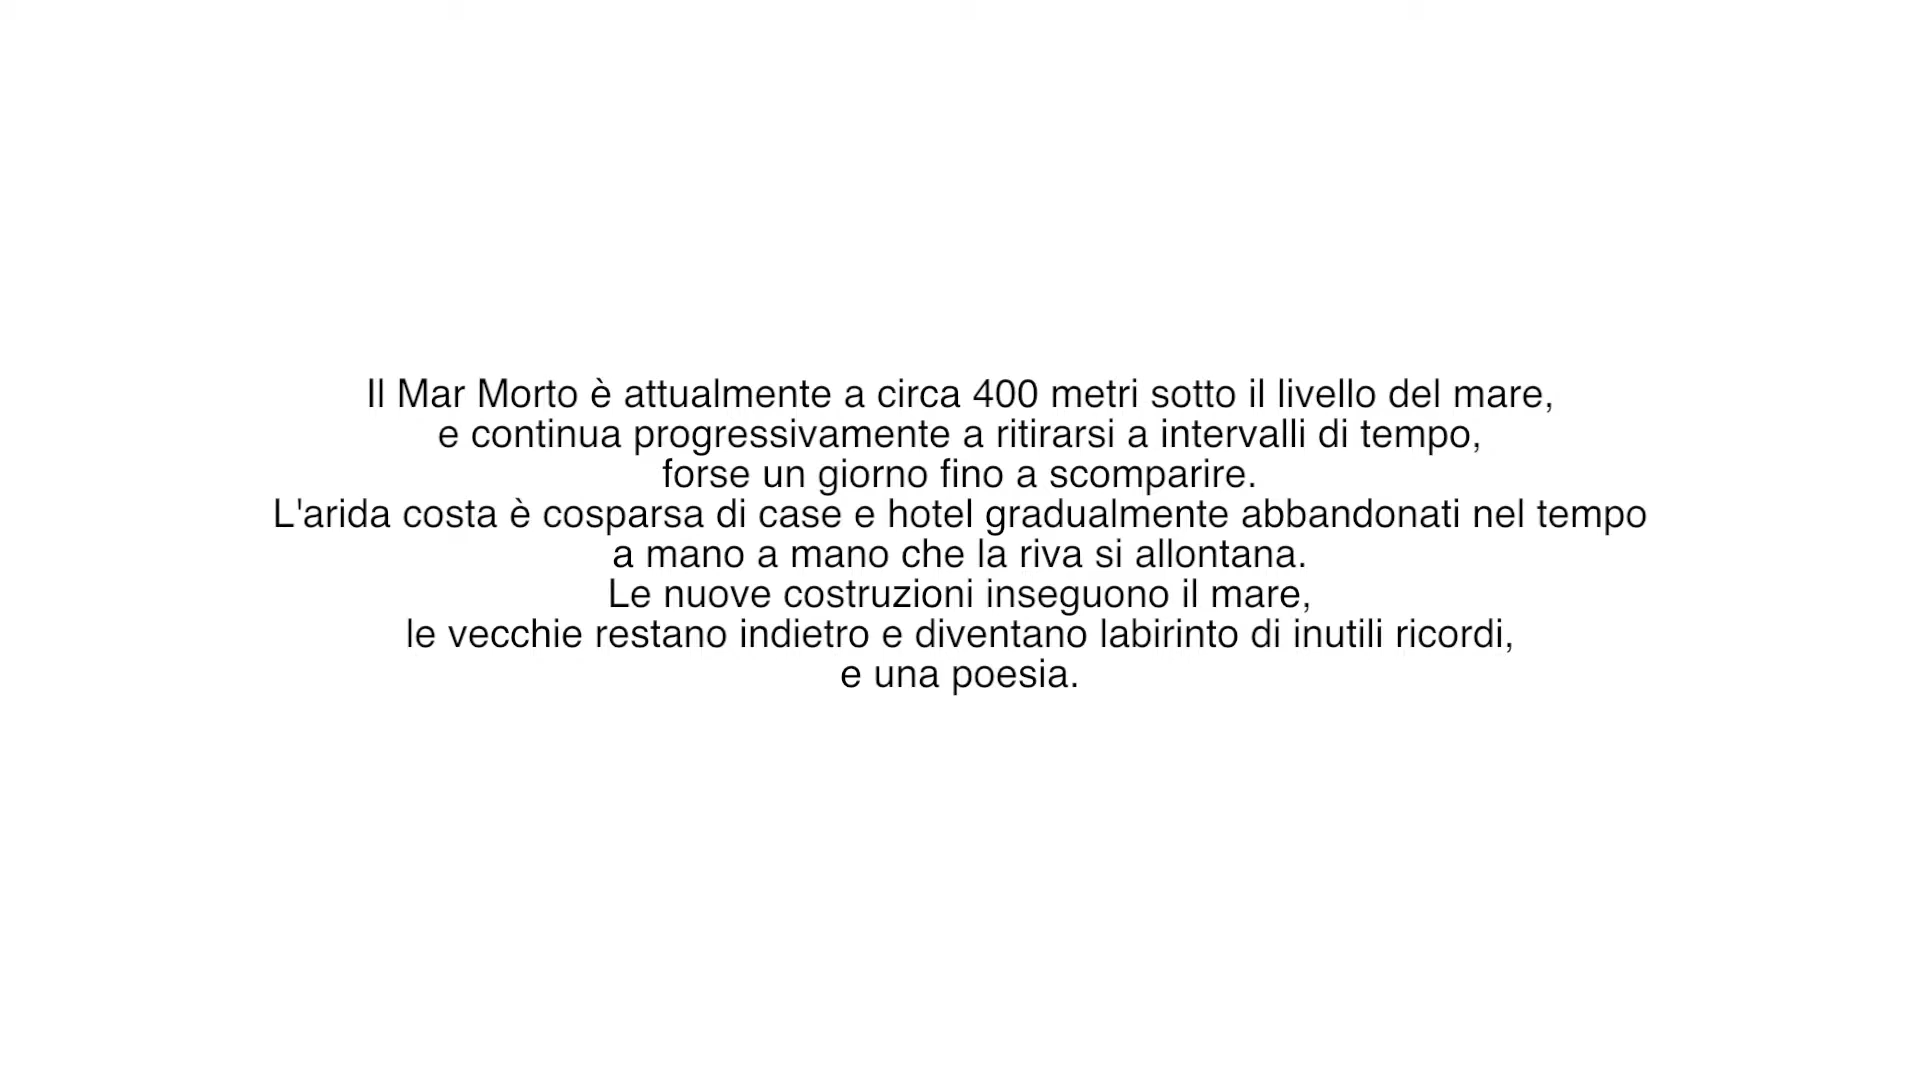 Il Mar Morto è attualmente a circa 400 metri sotto il livello del mare,
e continua progressivamente a ritirarsi a intervalli di tempo,
forse un giorno fino a scomparire.
L'arida costa è cosparsa di case e hotel gradualmente abbandonati nel tempo
a mano a mano che la riva si allontana.
Le nuove costruzioni inseguono il mare,
le vecchie restano indietro e diventano labirinto di inutili ricordi,
e una poesia.